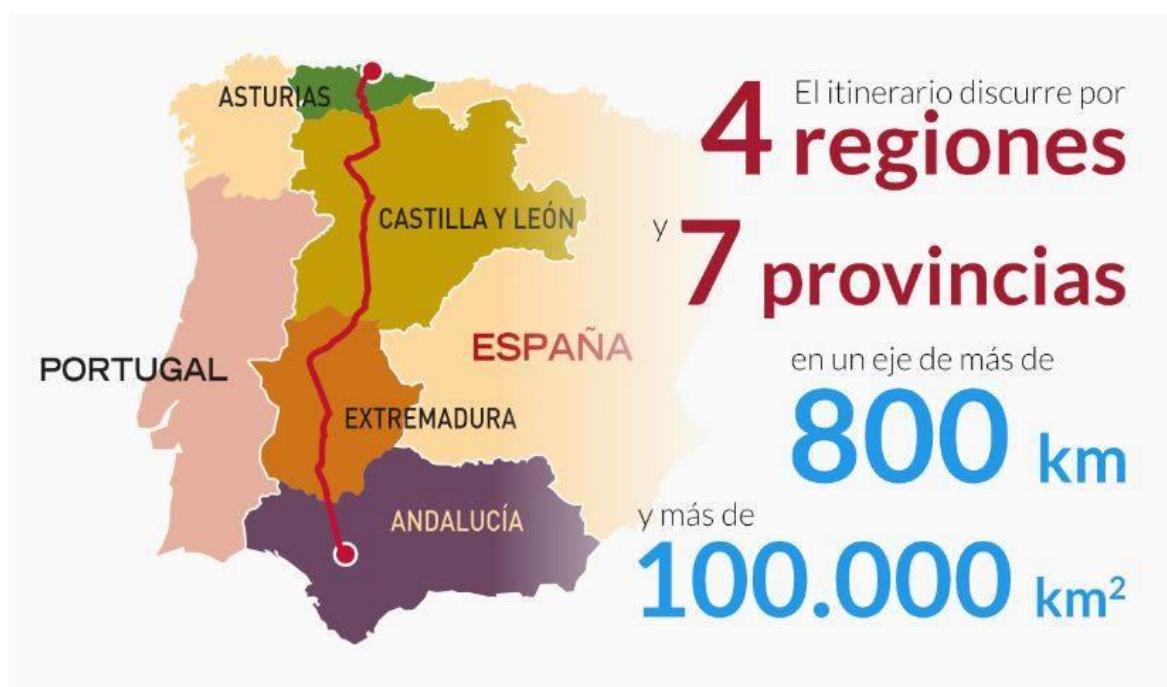 ASTURIAS
CASTILLA Y LEÓN
ESPAÑA
PORTUGAL
EXTREMADURA
ANDALUCÍA
El itinerario discurre por
4 regiones
y 7 provincias
en un eje de más de
800 km
y más de
100.000 km²